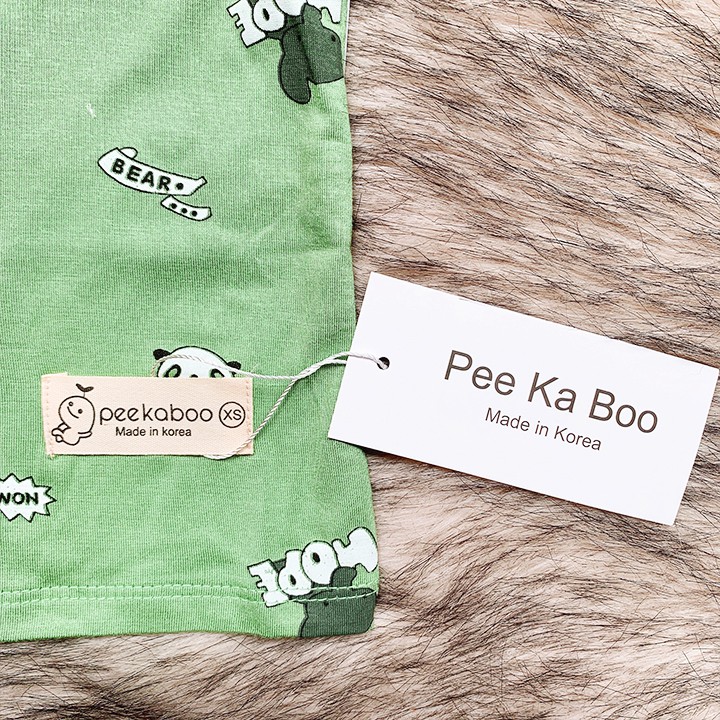 HOPE
BEAR
peekaboo XS
Made in korea
Pee Ka Boo
Made in Korea
WON
HOPE